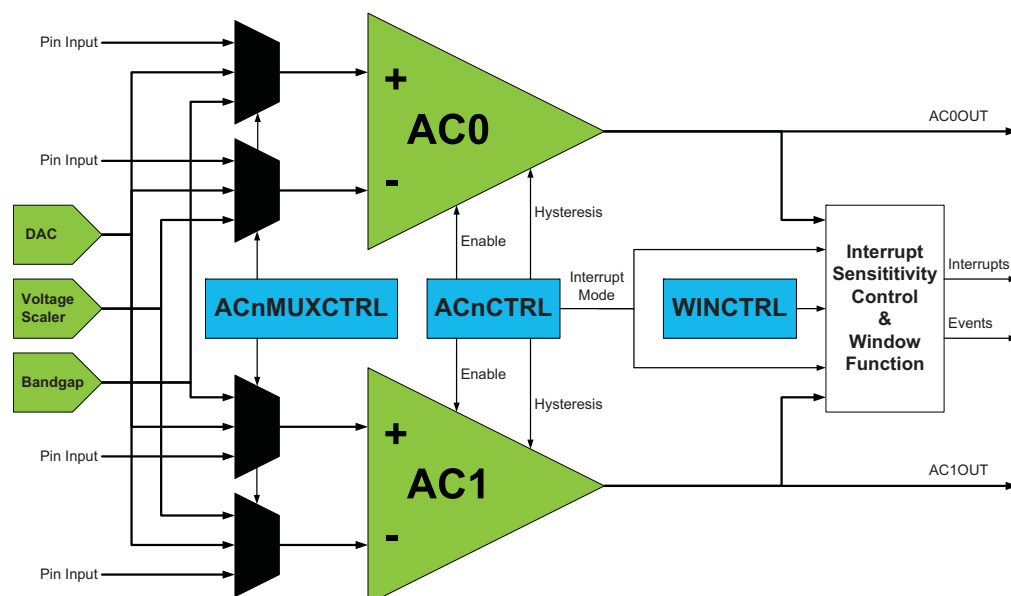 Pin Input
+
AC0
-
AC0OUT
Pin Input
DAC
Hysteresis
Enable
Voltage
Scaler
ACnMUXCTRL
ACnCTRL
Interrupt
Mode
WINCTRL
Interrupt
Sensititivity
Control
&
Window
Function
Interrupts
Events
Bandgap
Enable
Hysteresis
+
AC1
-
Pin Input
AC1OUT
Pin Input